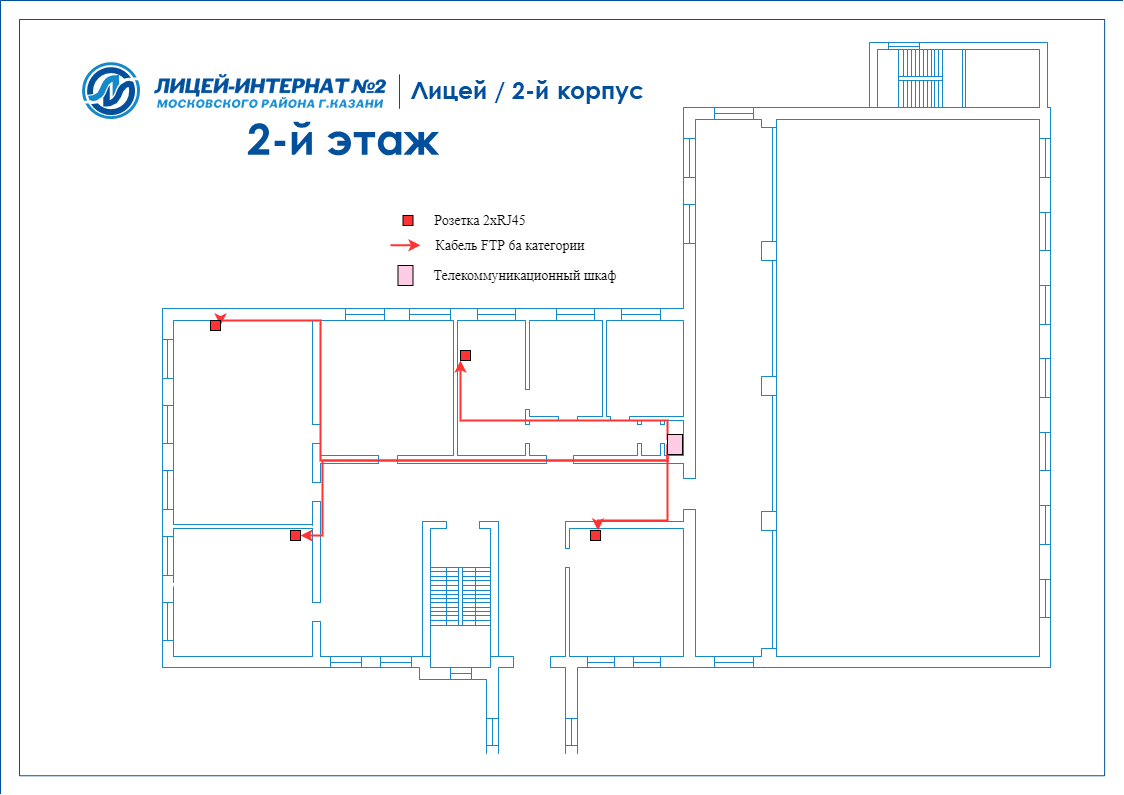 ЛИЦЕЙ-ИНТЕРНАТ №2
МОСКОВСКОГО РАЙОНА Г.КАЗАНИ
Лицей / 2-й корпус
2-й этаж
Розетка 2xRJ45
Кабель FTP 6а категории
Телекоммуникационный шкаф